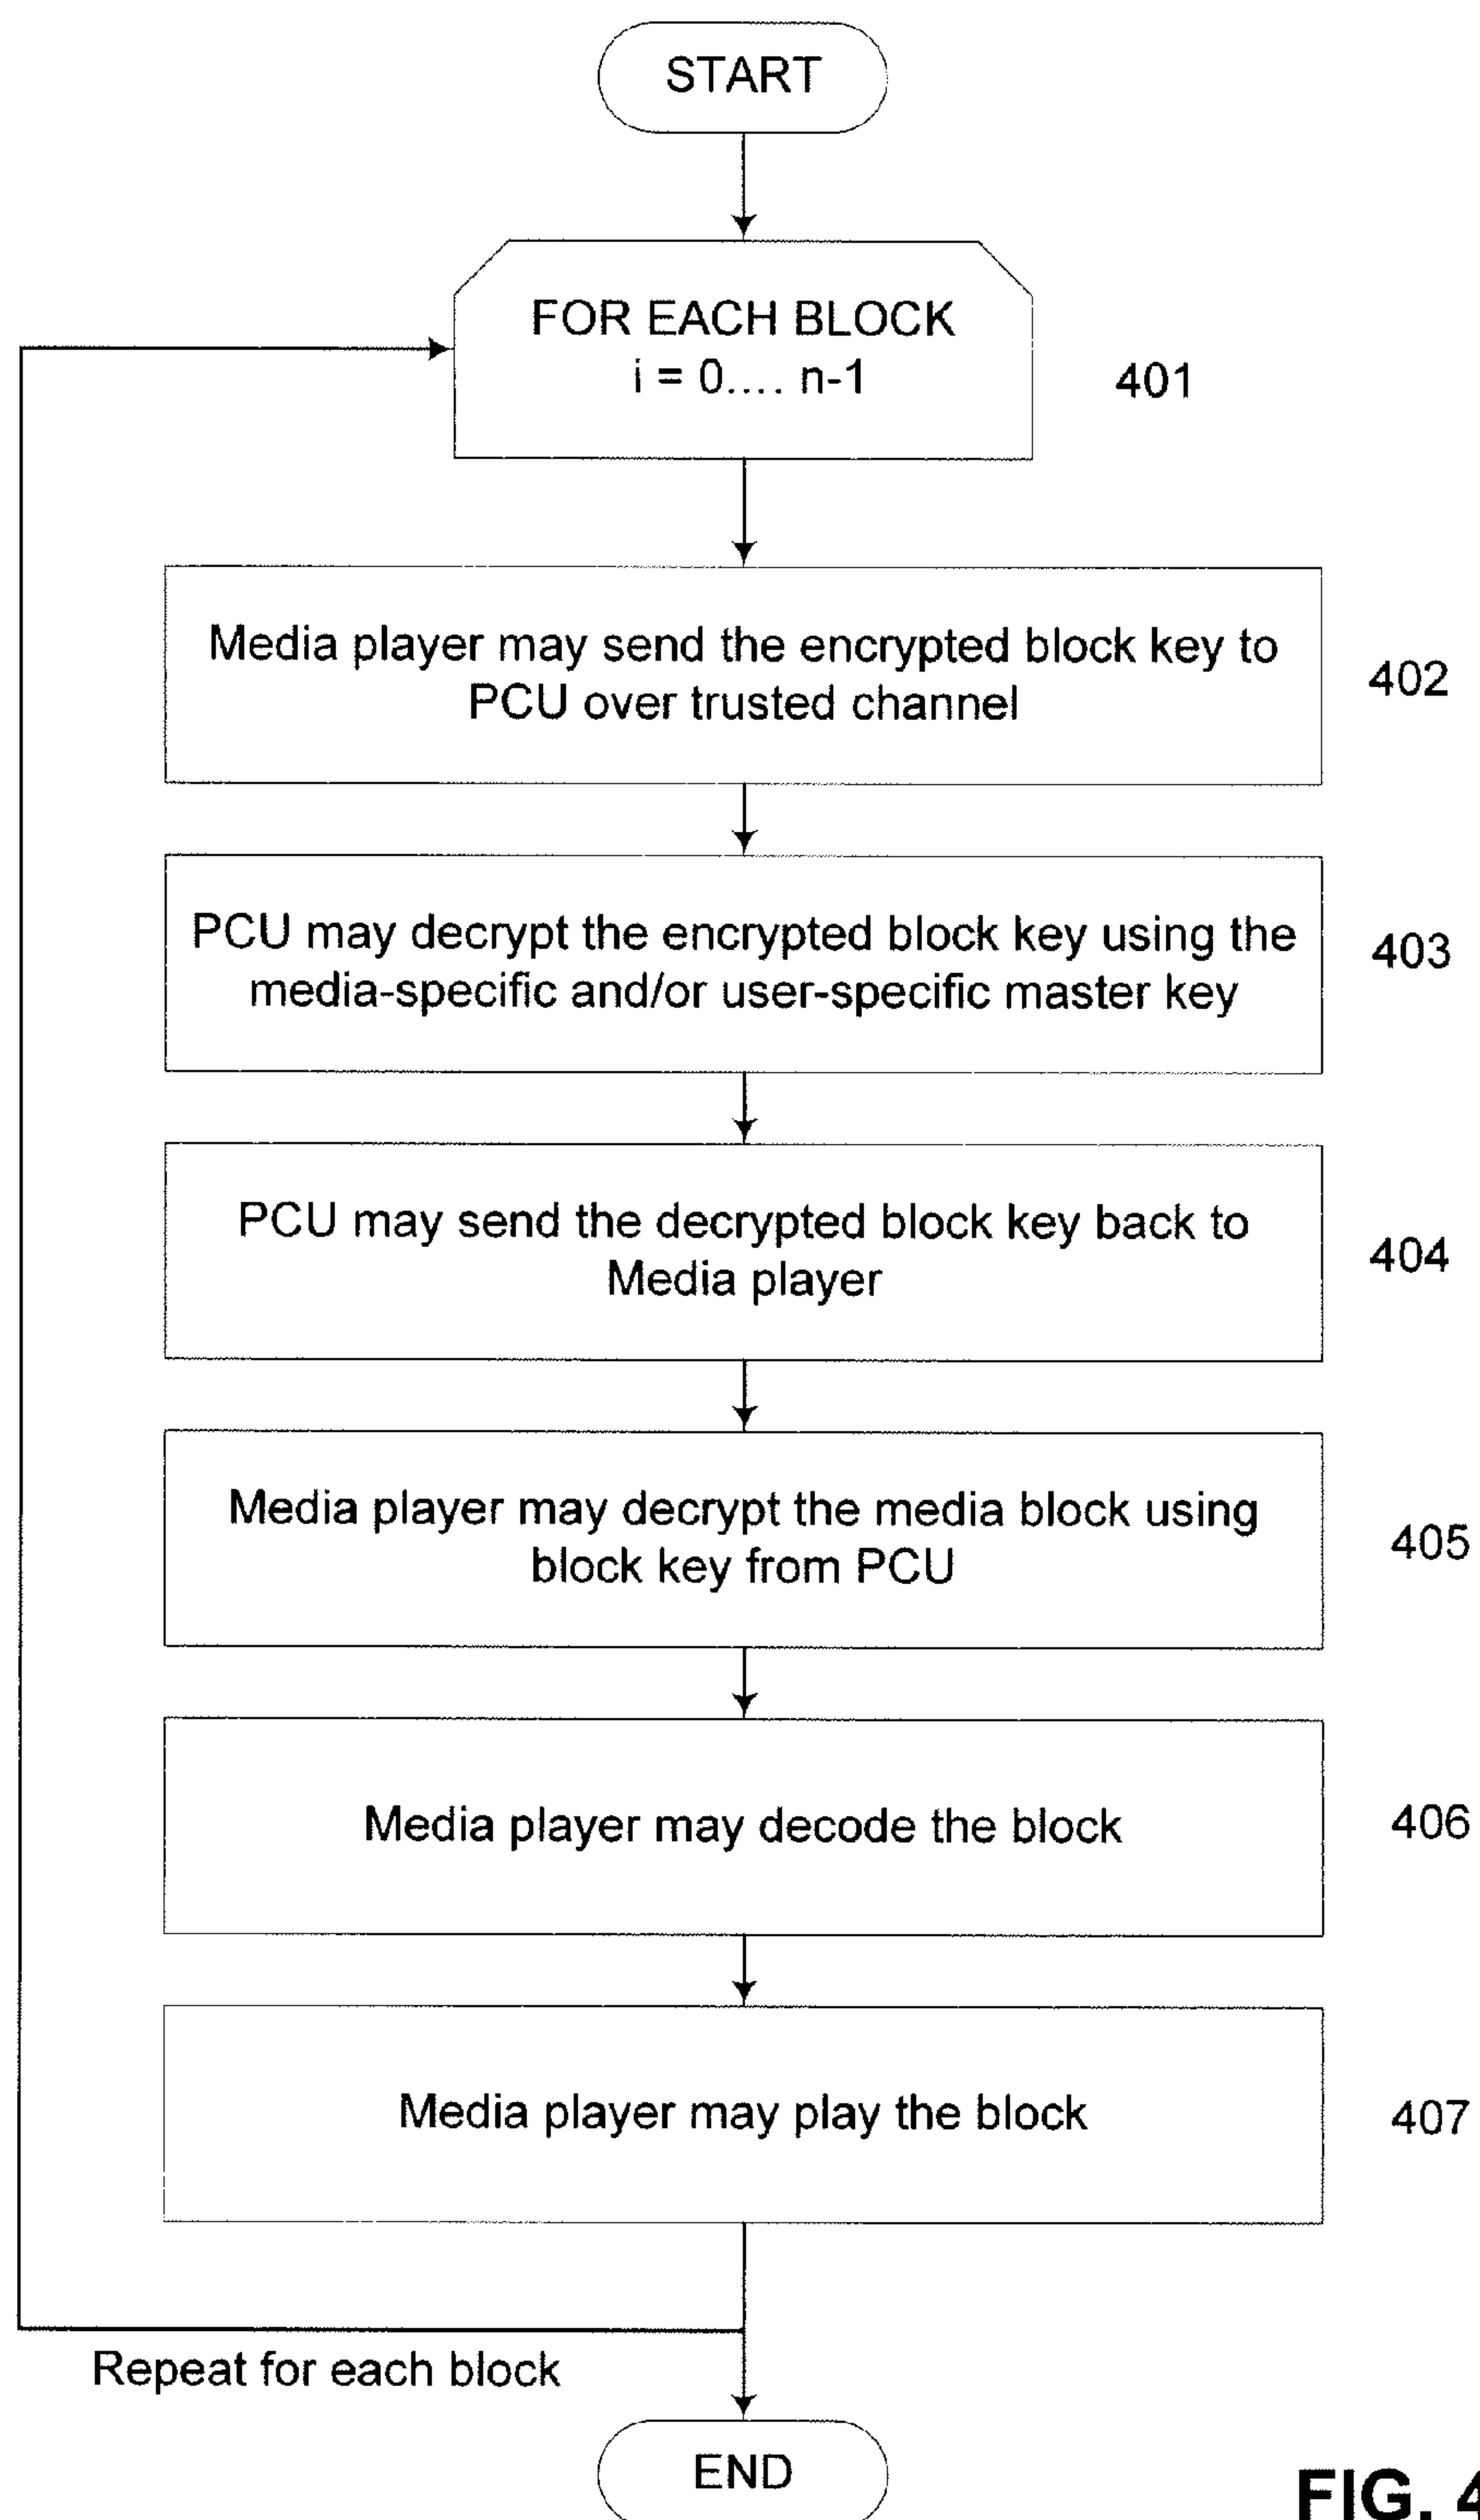 START
FOR EACH BLOCK
i = 0.... n-1
401
Media player may send the encrypted block key to
PCU over trusted channel
402
PCU may decrypt the encrypted block key using the
media-specific and/or user-specific master key
403
PCU may send the decrypted block key back to
Media player
404
Media player may decrypt the media block using
block key from PCU
405
Media player may decode the block
406
Media player may play the block
407
Repeat for each block
END
FIG. 4